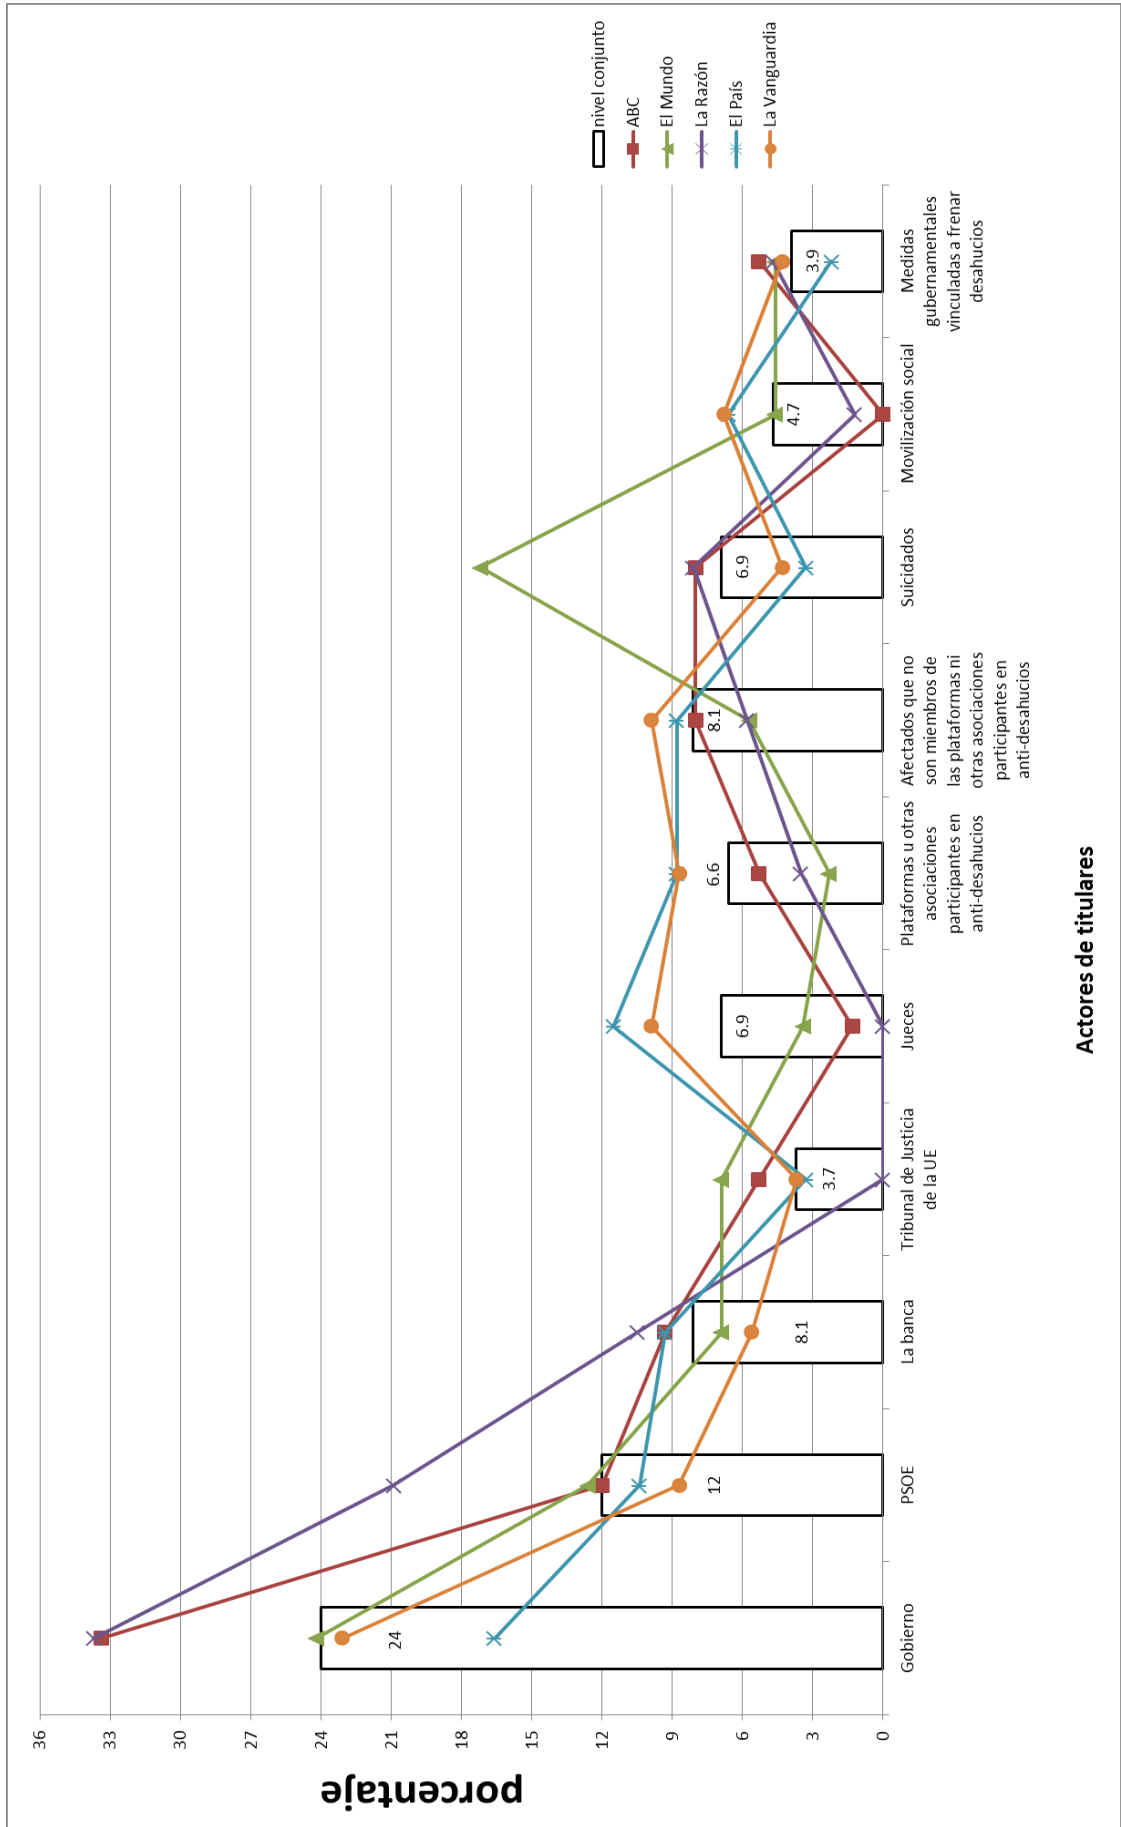 porcentaje
36
33
30
27
24
21
18
15
12
9
6
3
0
24
12
8.1
3.7
6.9
6.6
8.1
6.9
4.7
3.9
Gobierno
PSOE
La banca
Tribunal de Justicia
de la UE
Jueces
Plataformas u otras
asociaciones
participantes en
anti-desahucios
Afectados que no
son miembros de
las plataformas ni
otras asociaciones
participantes en
anti-desahucios
Suicidados
Movilización social
Medidas
gubernamentales
vinculadas a frenar
desahucios
Actores de titulares
nivel conjunto
ABC
El Mundo
La Razón
El País
La Vanguardia